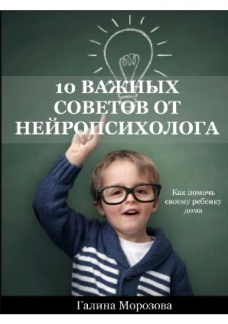 10 ВАЖНЫХ
СОВЕТОВ ОТ
НЕЙРОПСИХОЛОГА
Как помочь
своему ребенку
дома
Галина Морозова